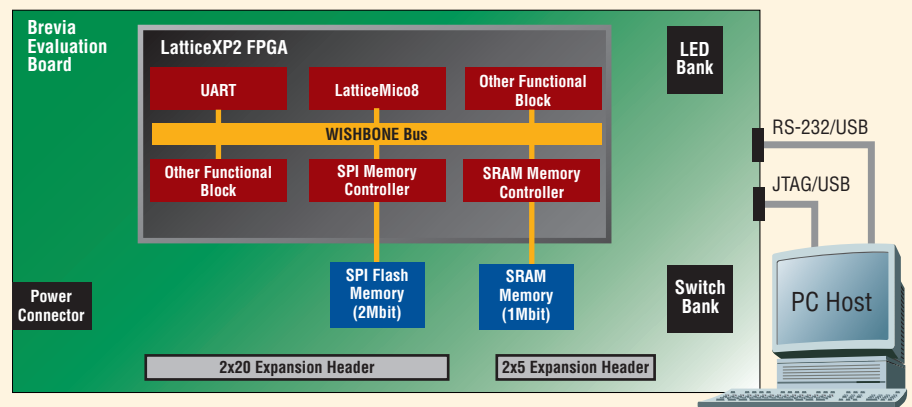 Brevia
Evaluation
Board
LatticeXP2 FPGA
UART
LatticeMico8
Other Functional
Block
WISHBONE Bus
Other Functional
Block
SPI Memory
Controller
SRAM Memory
Controller
SPI Flash
Memory
(2Mbit)
SRAM
Memory
(1Mbit)
LED
Bank
RS-232/USB
JTAG/USB
Power
Connector
Switch
Bank
PC Host
2x20 Expansion Header
2x5 Expansion Header